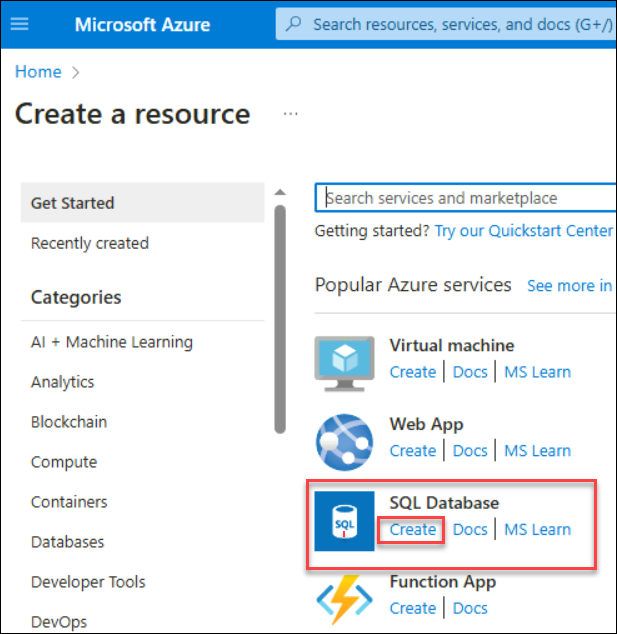 Microsoft Azure
Search resources, services, and docs (G+/)
Home >
Create a resource ...
Get Started
Recently created
Categories
AI + Machine Learning
Analytics
Blockchain
Compute
Containers
Databases
Developer Tools
DevOps
Search services and marketplace
Getting started? Try our Quickstart Center
Popular Azure services See more in
Virtual machine
Create | Docs | MS Learn
Web App
Create | Docs | MS Learn
SQL
SQL Database
Create | Docs | MS Learn
Function App
Create | Docs